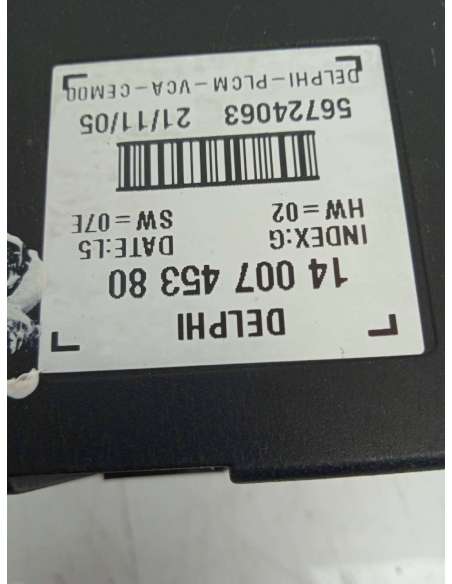 DELPHI
14 007 453 80
INDEX:G DATE:L5
HW=02 SW=07E
56724063 21/11/05
DELPHI-PLCM-VCA-CEM00